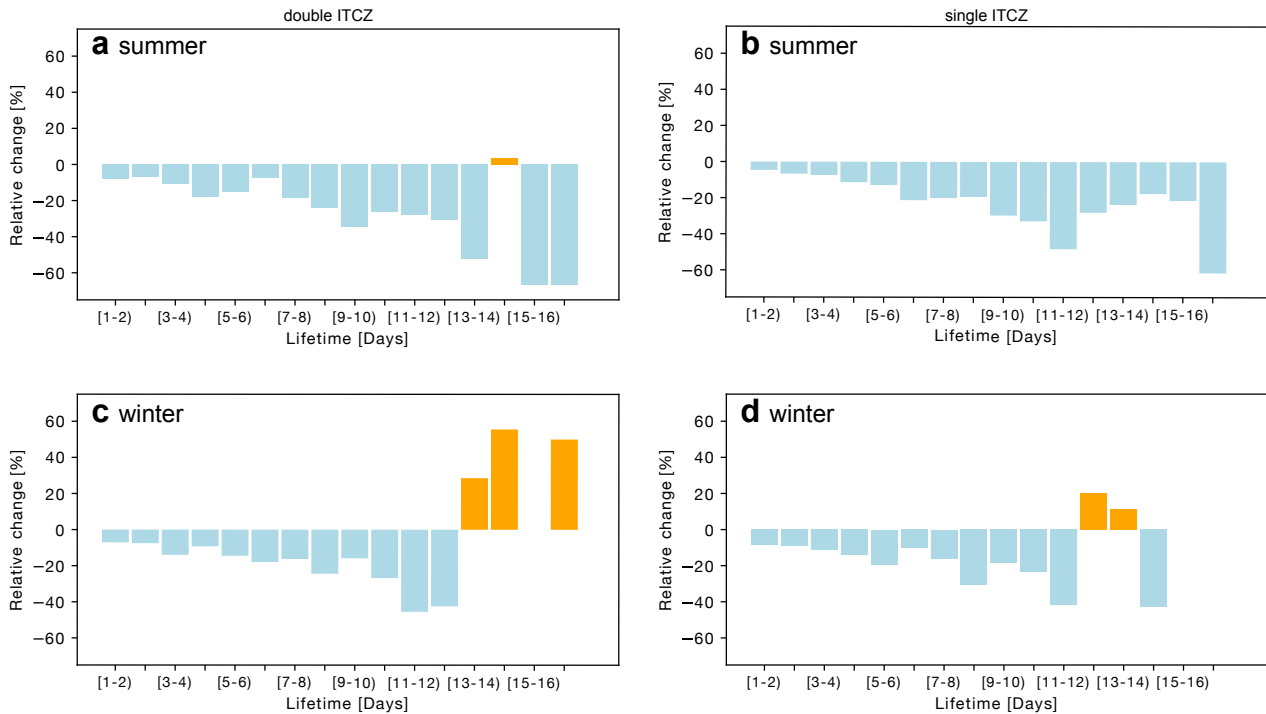 double ITCZ
single ITCZ
a summer
60
40
20
0
−20
−40
−60
Relative change [%]
[1-2) [3-4) [5-6) [7-8) [9-10) [11-12) [13-14) [15-16)
Lifetime [Days]
b summer
60
40
20
0
−20
−40
−60
Relative change [%]
[1-2) [3-4) [5-6) [7-8) [9-10) [11-12) [13-14) [15-16)
Lifetime [Days]
c winter
60
40
20
0
−20
−40
−60
Relative change [%]
[1-2) [3-4) [5-6) [7-8) [9-10) [11-12) [13-14) [15-16)
Lifetime [Days]
d winter
60
40
20
0
−20
−40
−60
Relative change [%]
[1-2) [3-4) [5-6) [7-8) [9-10) [11-12) [13-14) [15-16)
Lifetime [Days]